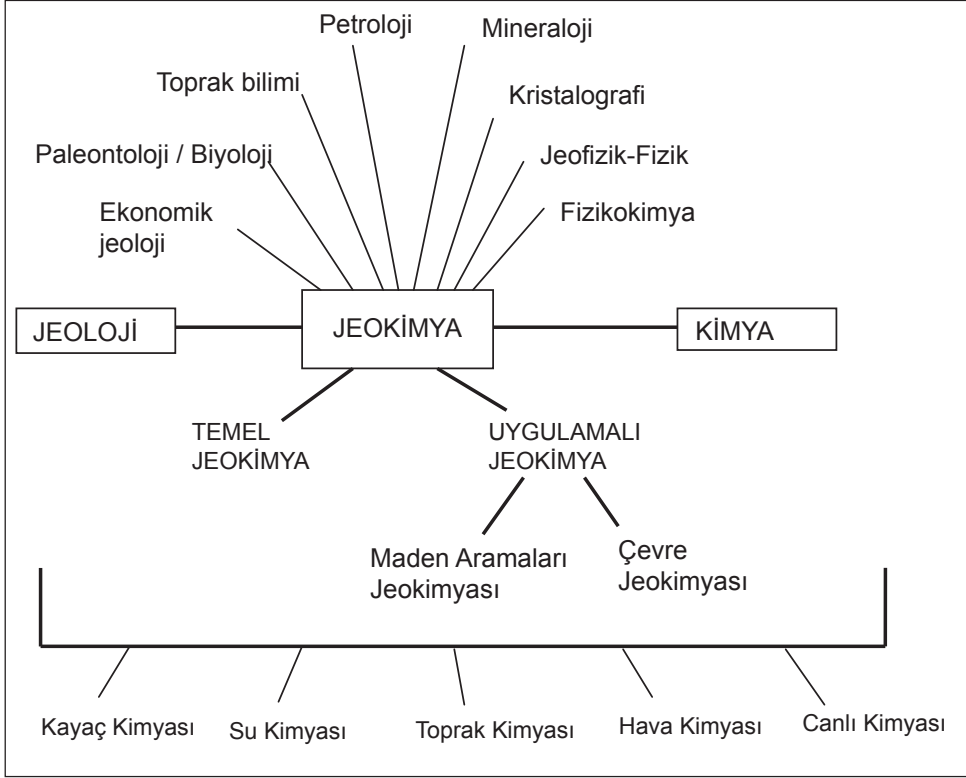 Petroloji
Mineraloji
Toprak bilimi
Kristalografi
Paleontoloji / Biyoloji
Jeofizik-Fizik
Ekonomik
jeoloji
Fizikokimya
JEOLOJİ
JEOKİMYA
KİMYA
TEMEL
JEOKİMYA
UYGULAMALI
JEOKİMYA
Maden Aramaları
Jeokimyası
Çevre
Jeokimyası
Kayaç Kimyası
Su Kimyası
Toprak Kimyası
Hava Kimyası
Canlı Kimyası